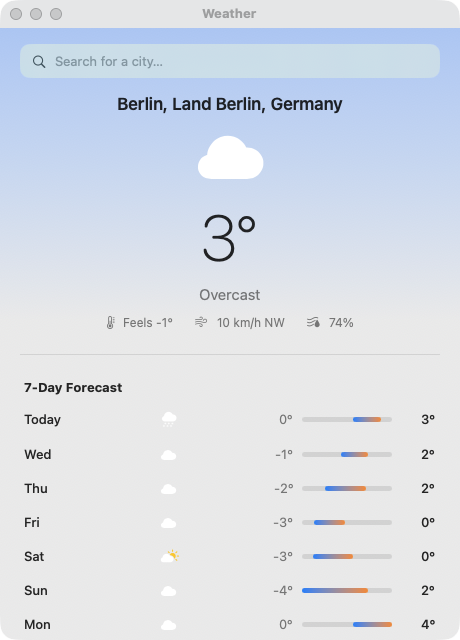 Weather
Search for a city...
Berlin, Land Berlin, Germany
3°
Overcast
Feels -1° 10 km/h NW 74%
7-Day Forecast
Today 0° 3°
Wed -1° 2°
Thu -2° 2°
Fri -3° 0°
Sat -3° 0°
Sun -4° 2°
Mon 0° 4°